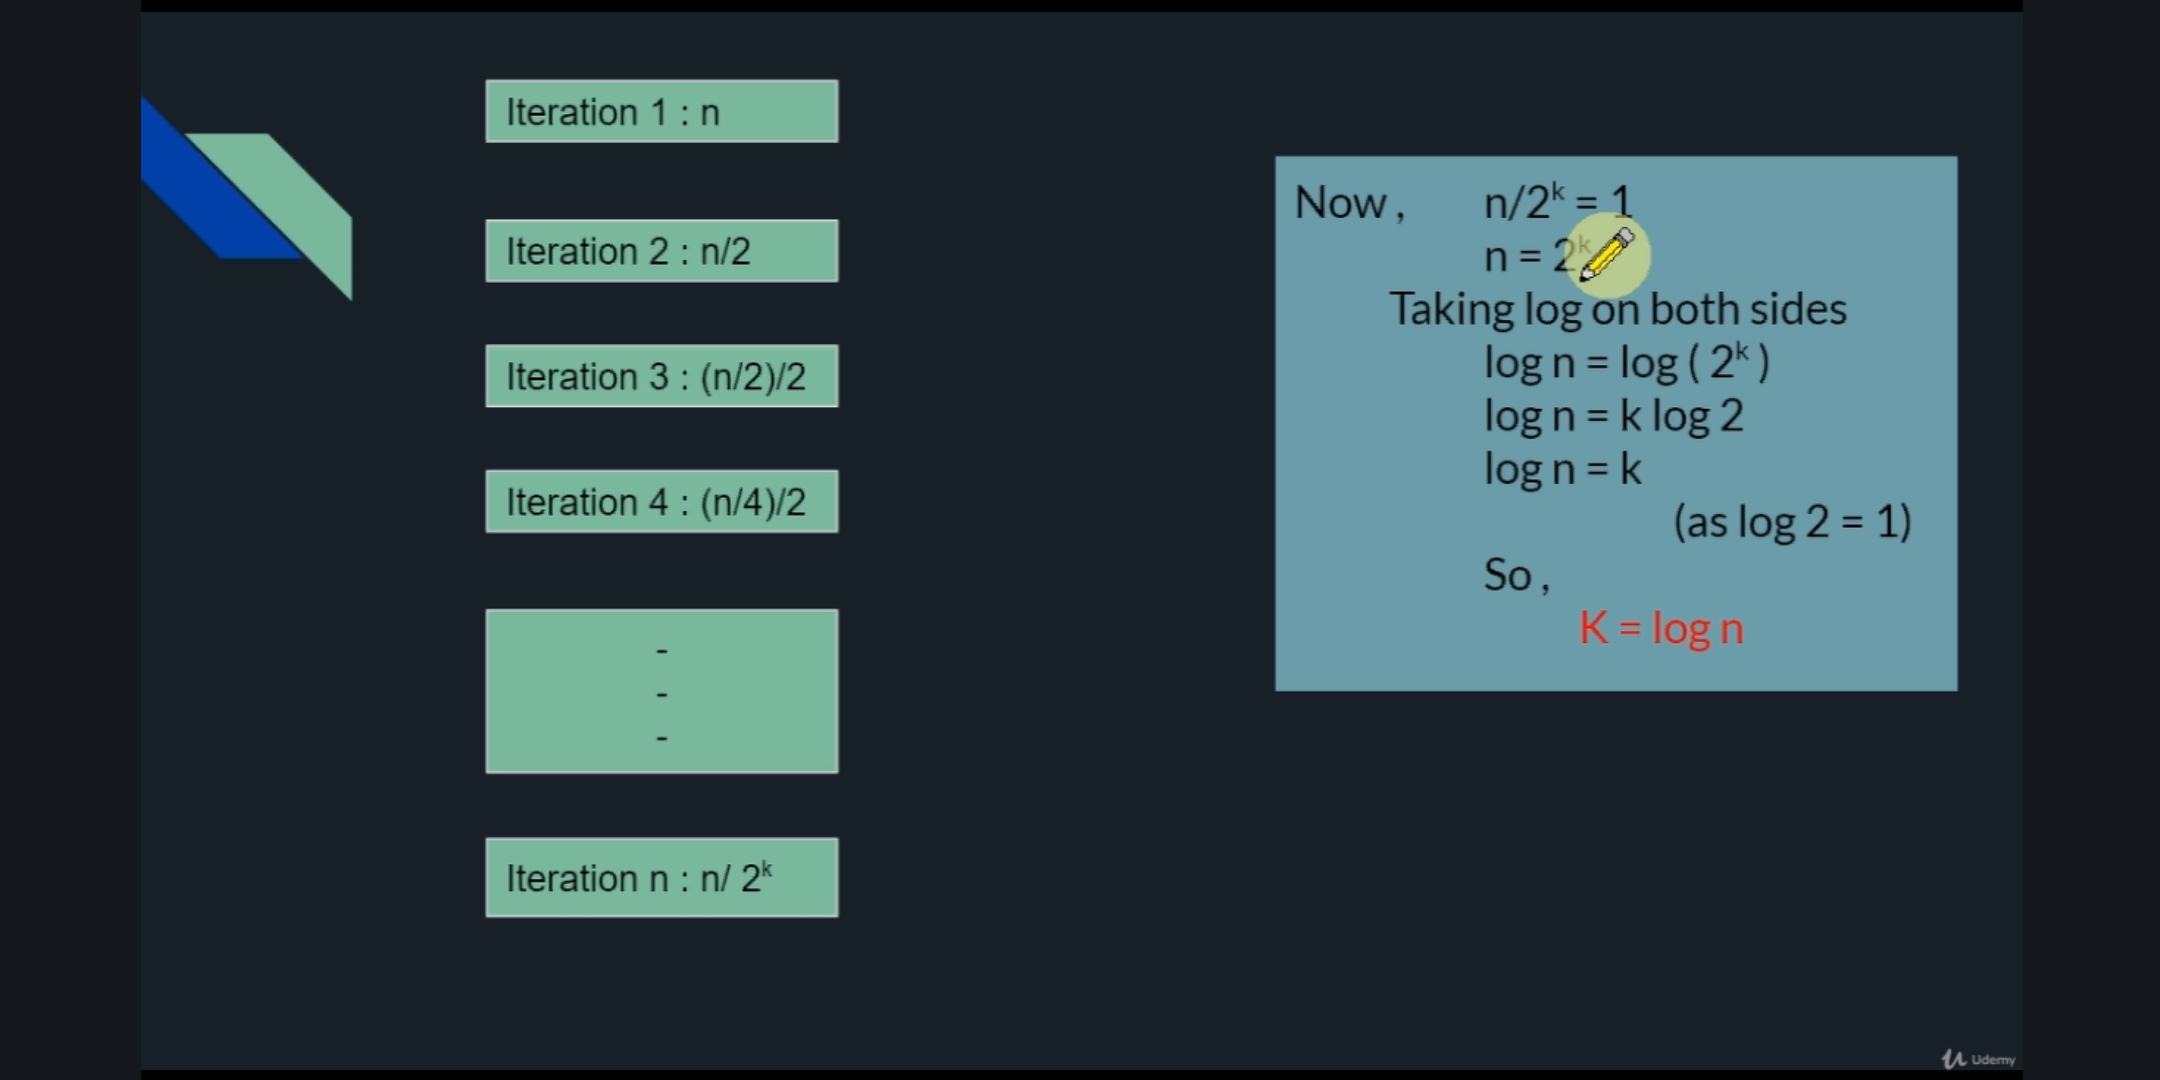 Iteration 1 : n
Iteration 2 : n/2
Iteration 3 : (n/2)/2
Iteration 4 : (n/4)/2
-
-
-
Iteration n : n/ 2ᵏ
Now , n/2ᵏ = 1
n = 2ᵏ
Taking log on both sides
log n = log ( 2ᵏ )
log n = k log 2
log n = k
(as log 2 = 1)
So ,
K = log n
Udemy